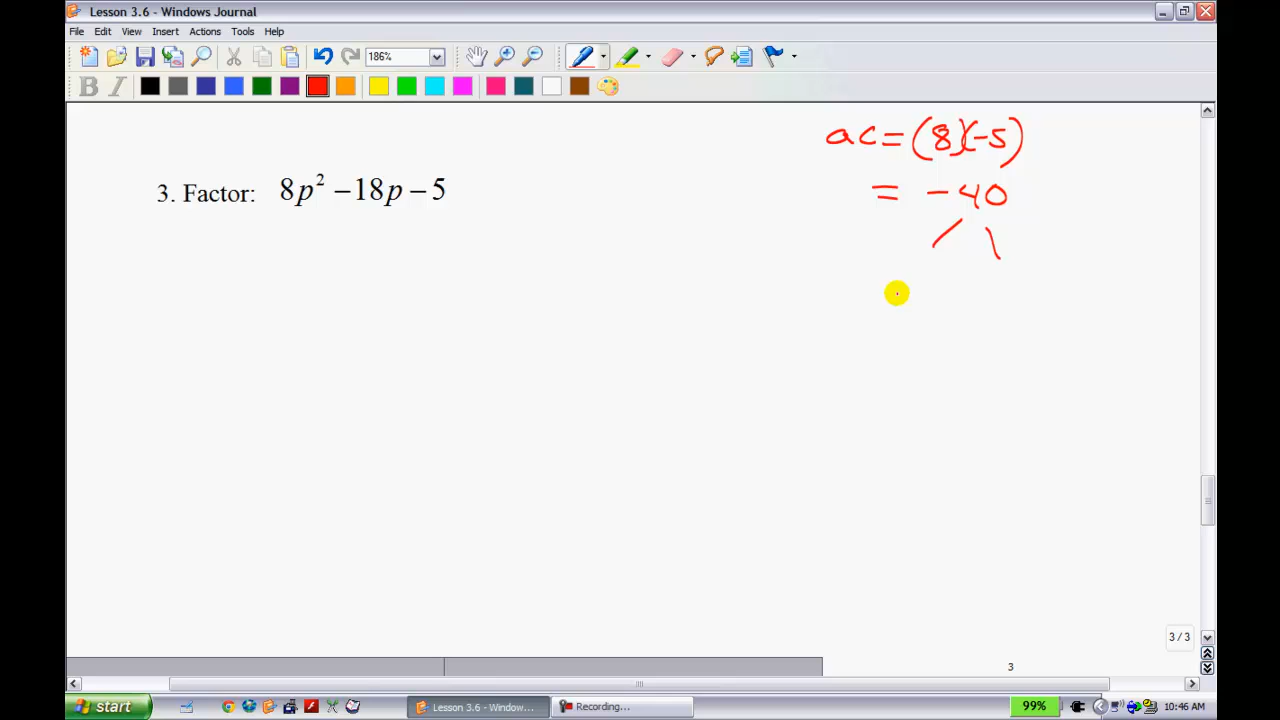 Lesson 3.6 - Windows Journal
File Edit View Insert Actions Tools Help
186%
B I
ac = (8)(-5)
3. Factor: 8p² − 18p − 5
= -40
3/3
3
start
Lesson 3.6 - Window...
Recording...
99%
10:46 AM